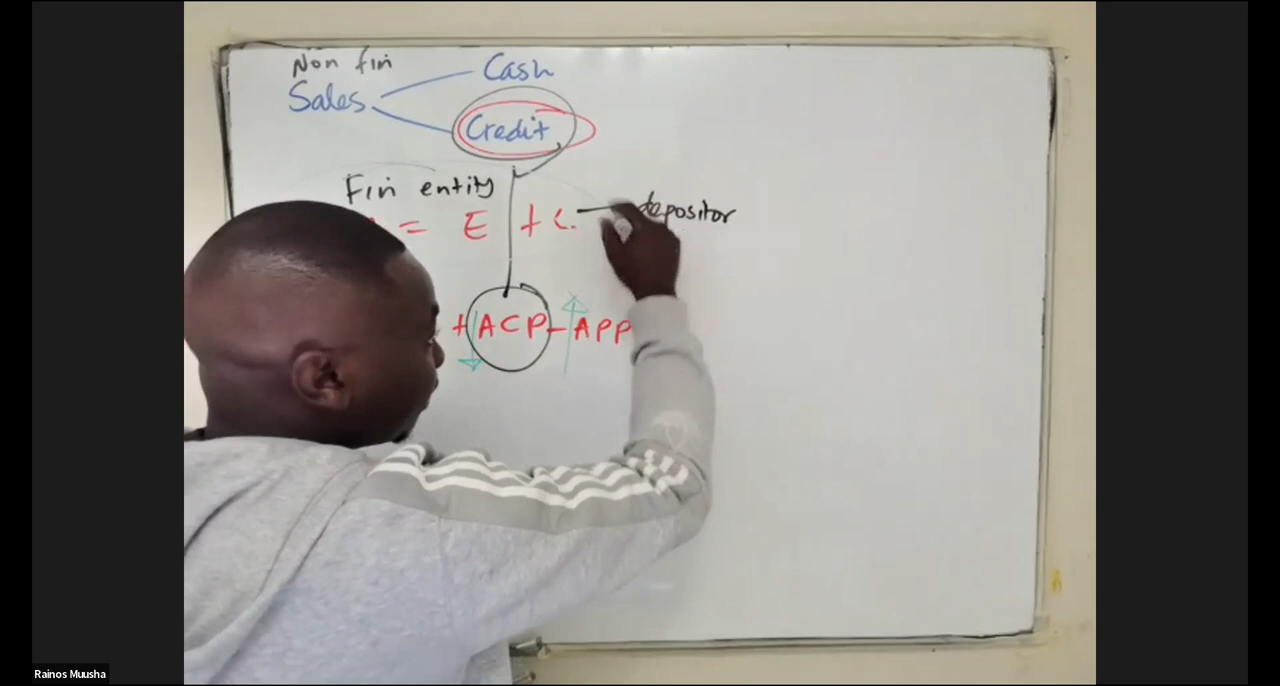 Non fin
Cash
Sales
Credit
Fin entity
= E + L
depositor
+ ACP - APP
Rainos Muusha